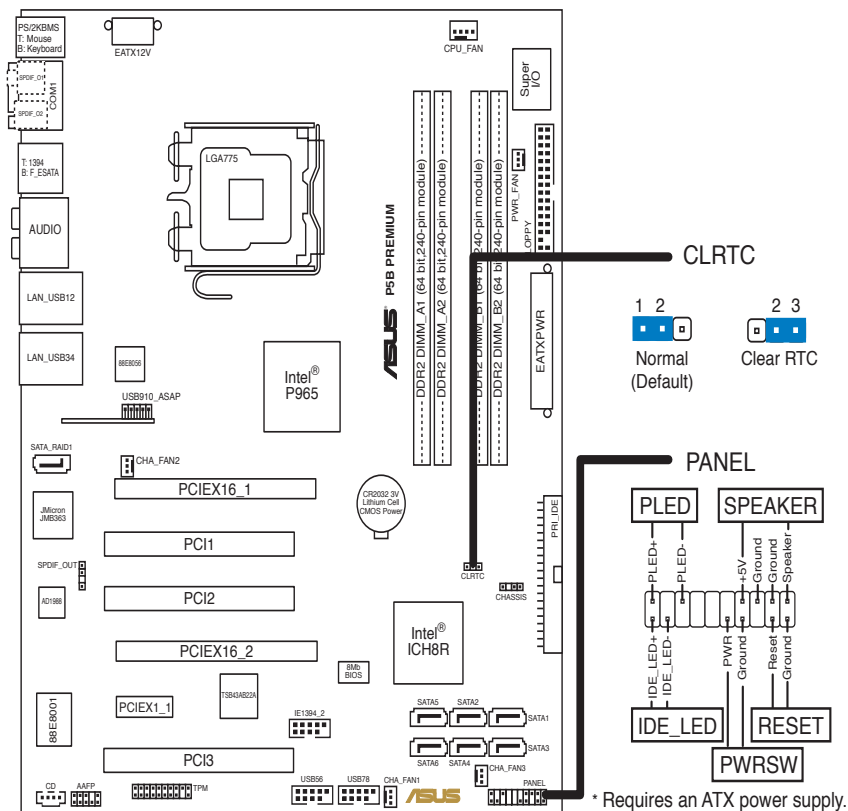 PS/2KBMS
T: Mouse
B: Keyboard
EATX12V
CPU_FAN
Super
I/O
SPDIF_O1
SPDIF_O2
COM1
LGA775
T: 1394
B: F_ESATA
AUDIO
LAN_USB12
LAN_USB34
88E8056
USB910_ASAP
Intel®
P965
ASUS
P5B PREMIUM
DDR2 DIMM_A1 (64 bit,240-pin module)
DDR2 DIMM_A2 (64 bit,240-pin module)
DDR2 DIMM_B1 (64 bit,240-pin module)
DDR2 DIMM_B2 (64 bit,240-pin module)
PWR_FAN
LOPPY
EATXPWR
SATA_RAID1
CHA_FAN2
PCIEX16_1
CR2032 3V
Lithium Cell
CMOS Power
PRI_IDE
JMicron
JMB363
PCI1
SPDIF_OUT
CLRTC
CHASSIS
AD1988
PCI2
Intel®
ICH8R
PCIEX16_2
8Mb
BIOS
TSB43AB22A
PCIEX1_1
88E8001
IE1394_2
SATA5
SATA2
SATA1
SATA6
SATA4
SATA3
PCI3
CHA_FAN3
CD
AAFP
TPM
USB56
USB78
CHA_FAN1
ASUS
PANEL
CLRTC
1 2
2 3
Normal
(Default)
Clear RTC
PANEL
PLED
SPEAKER
PLED+
PLED-
+5V
Ground
Ground
Speaker
IDE_LED+
IDE_LED-
PWR
Ground
Reset
Ground
IDE_LED
RESET
PWRSW
* Requires an ATX power supply.